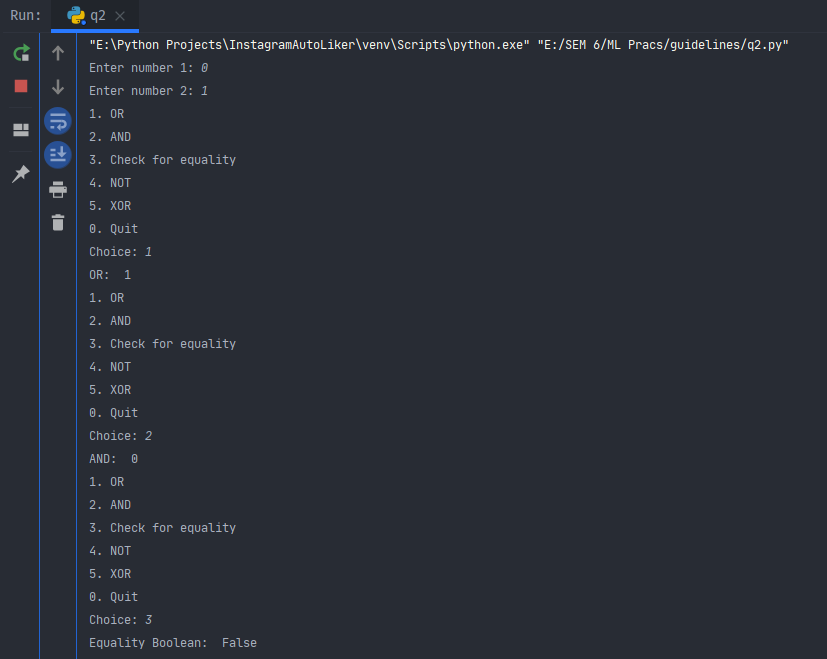 Run: q2
"E:\Python Projects\InstagramAutoLiker\venv\Scripts\python.exe" "E:/SEM 6/ML Pracs/guidelines/q2.py"
Enter number 1: 0
Enter number 2: 1
1. OR
2. AND
3. Check for equality
4. NOT
5. XOR
0. Quit
Choice: 1
OR:  1
1. OR
2. AND
3. Check for equality
4. NOT
5. XOR
0. Quit
Choice: 2
AND:  0
1. OR
2. AND
3. Check for equality
4. NOT
5. XOR
0. Quit
Choice: 3
Equality Boolean:  False